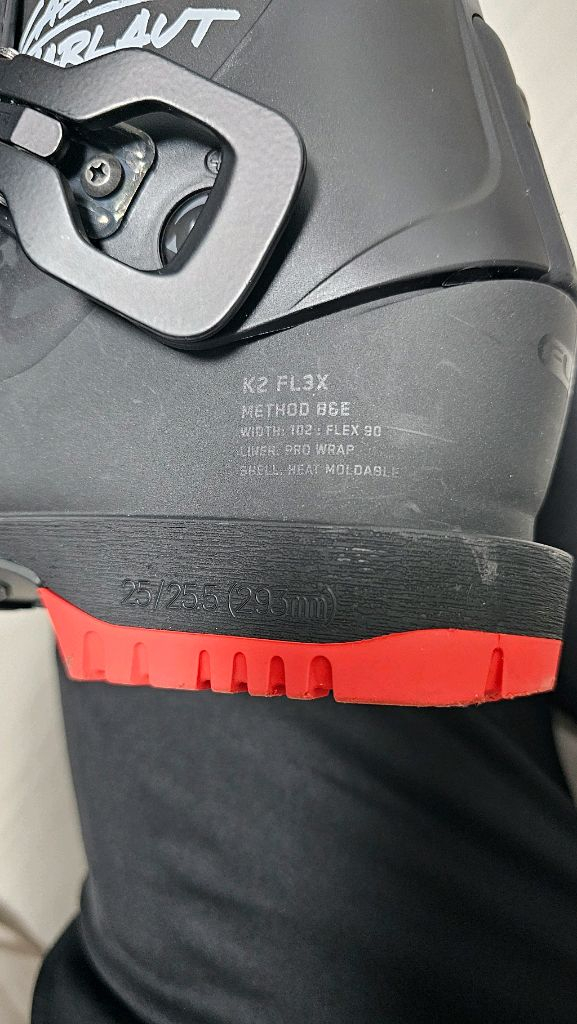 K2 FL3X
METHOD B&E
WIDTH: 102 : FLEX 90
LINER: PRO WRAP
SHELL: HEAT MOLDABLE
25/25.5 (293mm)